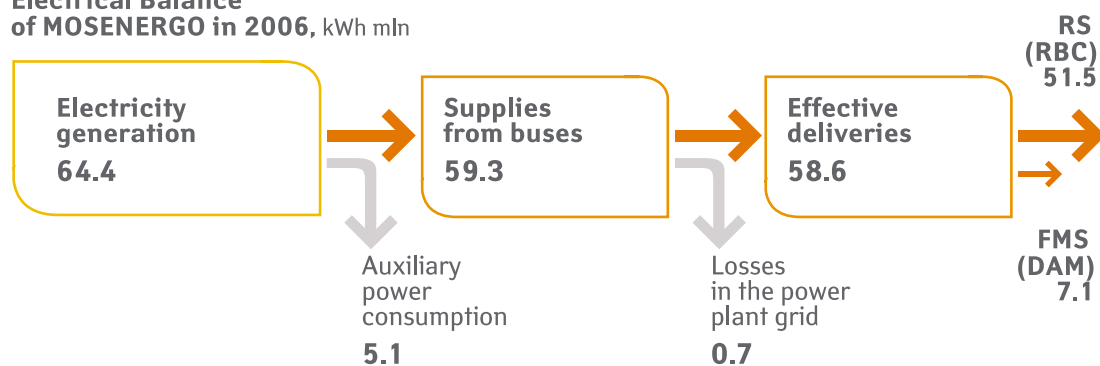 Electrical Balance
of MOSENERGO in 2006, kWh mln
RS
(RBC)
51.5
Electricity
generation
64.4
Supplies
from buses
59.3
Effective
deliveries
58.6
FMS
(DAM)
7.1
Auxiliary
power
consumption
5.1
Losses
in the power
plant grid
0.7